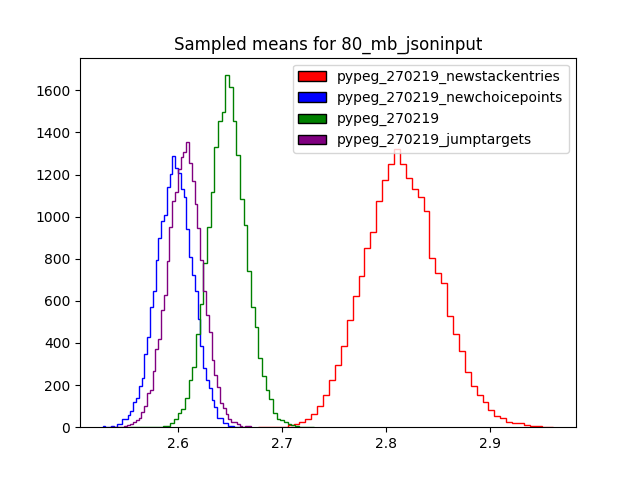 Sampled means for 80_mb_jsoninput
pypeg_270219_newstackentries
pypeg_270219_newchoicepoints
pypeg_270219
pypeg_270219_jumptargets
1600
1400
1200
1000
800
600
400
200
0
2.6 2.7 2.8 2.9